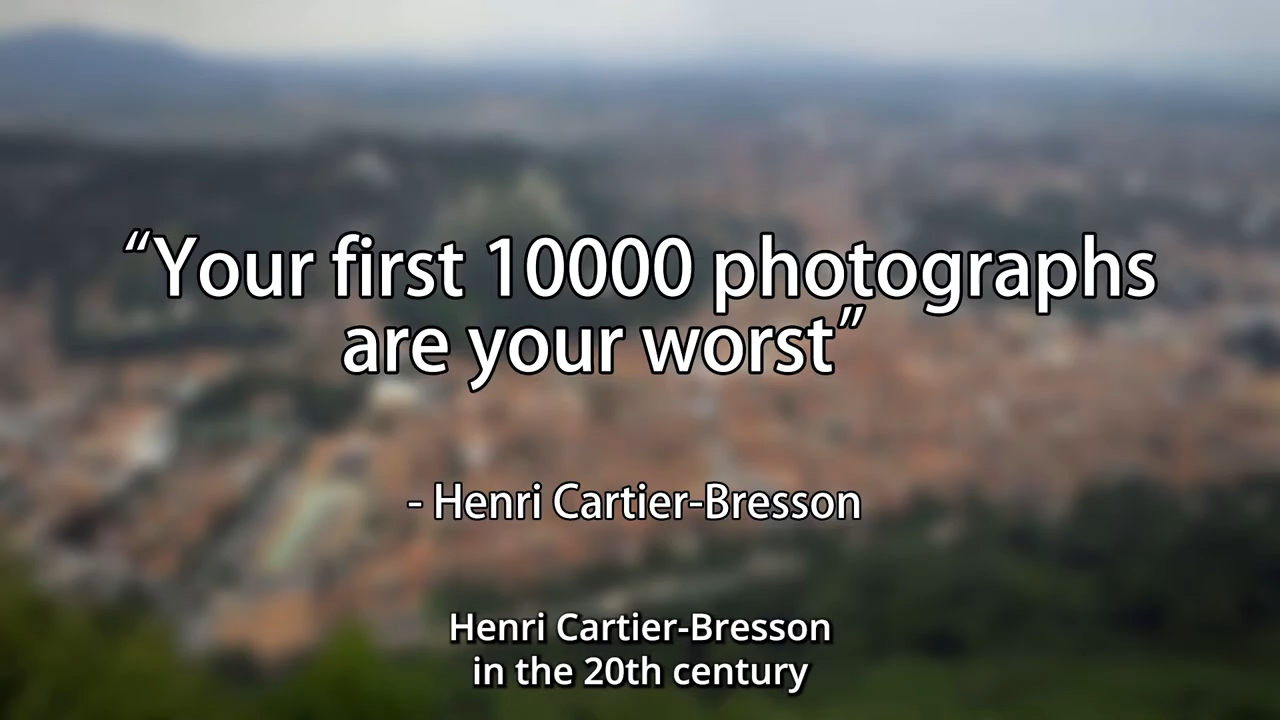 “Your first 10000 photographs
are your worst”
- Henri Cartier-Bresson
Henri Cartier-Bresson
in the 20th century